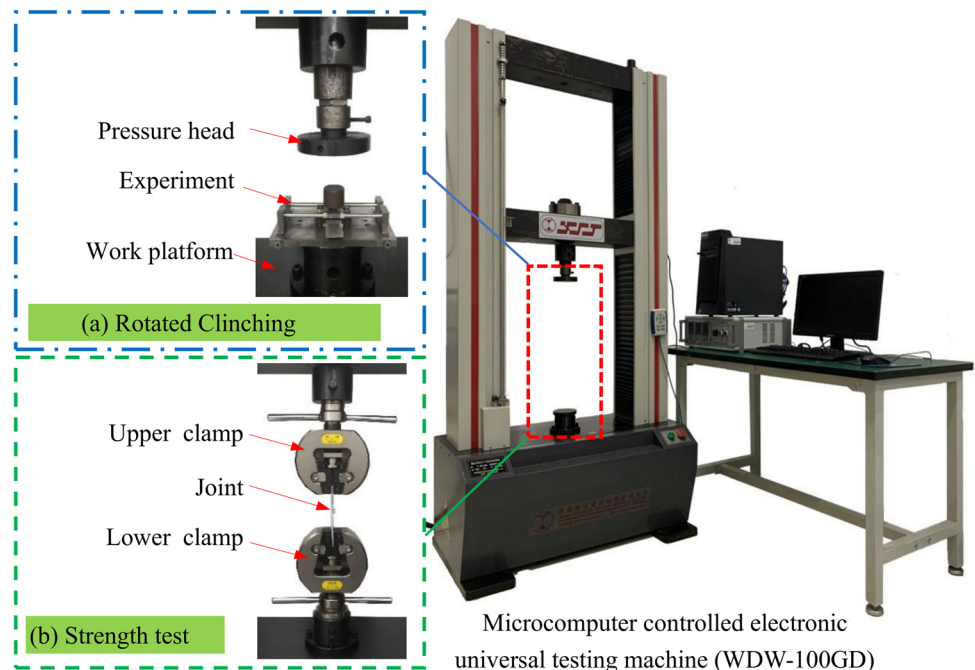 Pressure head
Experiment
Work platform
(a) Rotated Clinching
Upper clamp
Joint
Lower clamp
(b) Strength test
Microcomputer controlled electronic
universal testing machine (WDW-100GD)